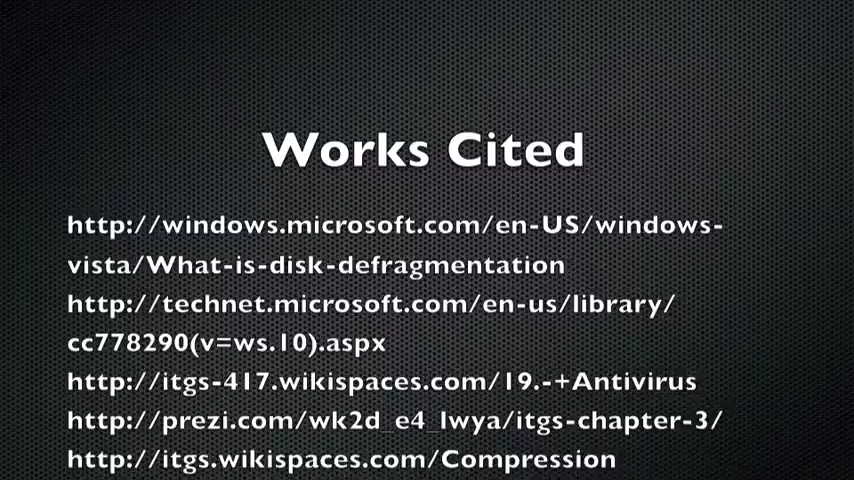 Works Cited
http://windows.microsoft.com/en-US/windows-
vista/What-is-disk-defragmentation
http://technet.microsoft.com/en-us/library/
cc778290(v=ws.10).aspx
http://itgs-417.wikispaces.com/19.-+Antivirus
http://prezi.com/wk2d_e4_lwya/itgs-chapter-3/
http://itgs.wikispaces.com/Compression